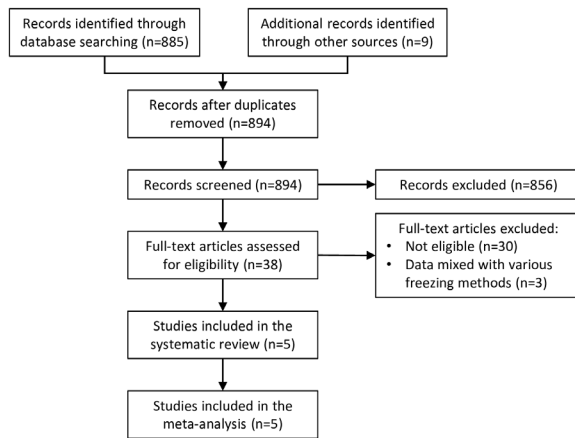 Records identified through
database searching (n=885)
Additional records identified
through other sources (n=9)
Records after duplicates
removed (n=894)
Records screened (n=894)
Records excluded (n=856)
Full-text articles assessed
for eligibility (n=38)
Full-text articles excluded:
• Not eligible (n=30)
• Data mixed with various
freezing methods (n=3)
Studies included in the
systematic review (n=5)
Studies included in the
meta-analysis (n=5)